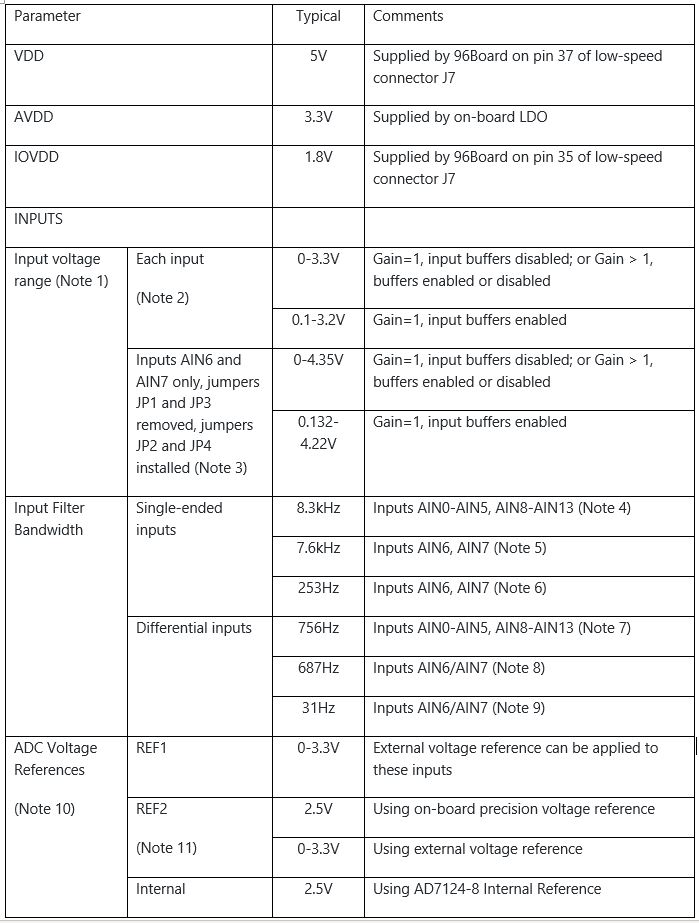 Parameter Typical Comments
VDD 5V Supplied by 96Board on pin 37 of low-speed
connector J7
AVDD 3.3V Supplied by on-board LDO
IOVDD 1.8V Supplied by 96Board on pin 35 of low-speed
connector J7
INPUTS
Input voltage
range (Note 1)
Each input
(Note 2)
0-3.3V Gain=1, input buffers disabled; or Gain > 1,
buffers enabled or disabled
0.1-3.2V Gain=1, input buffers enabled
Inputs AIN6 and
AIN7 only, jumpers
JP1 and JP3
removed, jumpers
JP2 and JP4
installed (Note 3)
0-4.35V Gain=1, input buffers disabled; or Gain > 1,
buffers enabled or disabled
0.132-
4.22V
Gain=1, input buffers enabled
Input Filter
Bandwidth
Single-ended
inputs
8.3kHz Inputs AIN0-AIN5, AIN8-AIN13 (Note 4)
7.6kHz Inputs AIN6, AIN7 (Note 5)
253Hz Inputs AIN6, AIN7 (Note 6)
Differential inputs 756Hz Inputs AIN0-AIN5, AIN8-AIN13 (Note 7)
687Hz Inputs AIN6/AIN7 (Note 8)
31Hz Inputs AIN6/AIN7 (Note 9)
ADC Voltage
References
(Note 10)
REF1 0-3.3V External voltage reference can be applied to
these inputs
REF2
(Note 11)
2.5V Using on-board precision voltage reference
0-3.3V Using external voltage reference
Internal 2.5V Using AD7124-8 Internal Reference